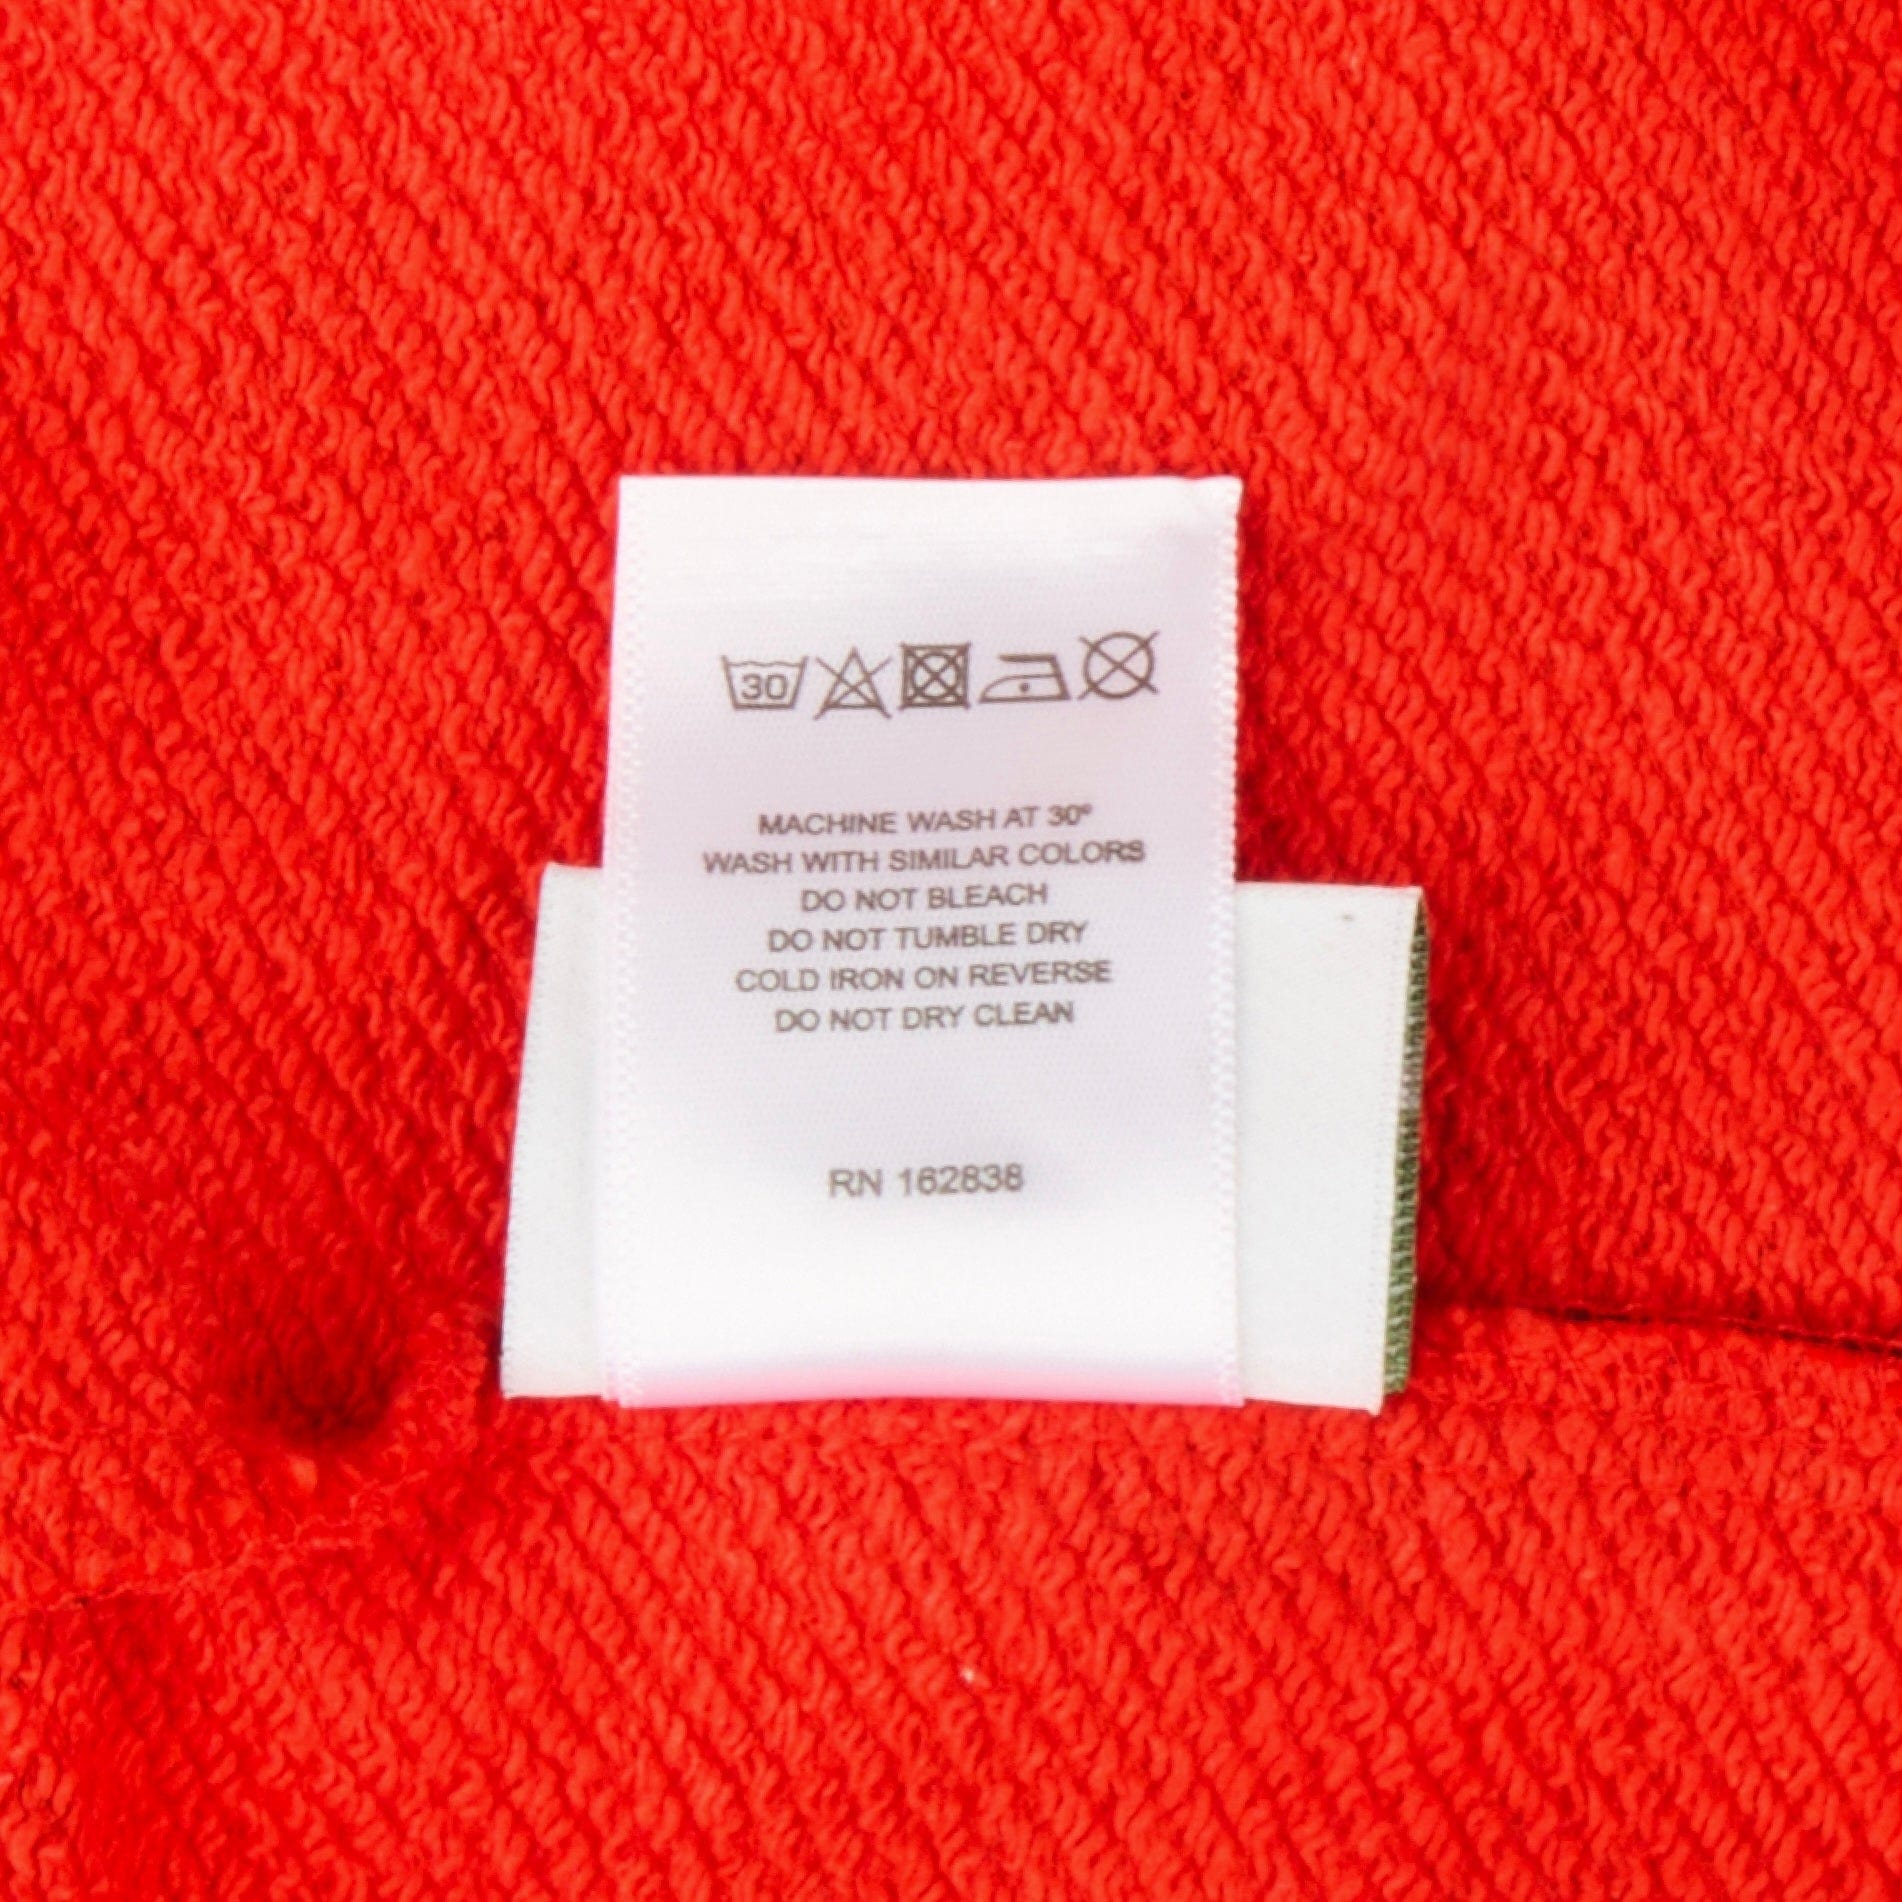 30
MACHINE WASH AT 30°
WASH WITH SIMILAR COLORS
DO NOT BLEACH
DO NOT TUMBLE DRY
COLD IRON ON REVERSE
DO NOT DRY CLEAN
RN 162838